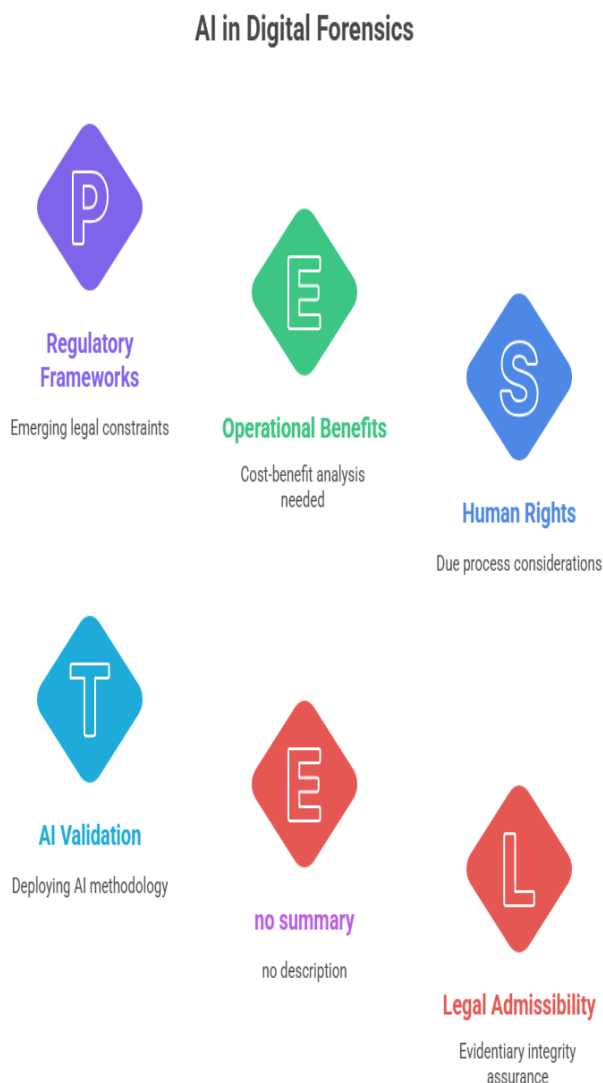 AI in Digital Forensics
P
Regulatory
Frameworks
Emerging legal constraints
E
Operational Benefits
Cost-benefit analysis
needed
S
Human Rights
Due process considerations
T
AI Validation
Deploying AI methodology
E
no summary
no description
L
Legal Admissibility
Evidentiary integrity
assurance